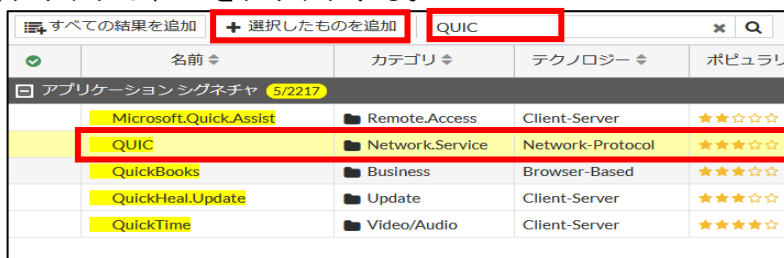 すべての結果を追加 選択したものを追加 QUIC
名前 カテゴリ テクノロジー ポピュラリ
アプリケーションシグネチャ 5/2217
Microsoft.Quick.Assist Remote.Access Client-Server
QUIC Network.Service Network-Protocol
QuickBooks Business Browser-Based
QuickHeal.Update Update Client-Server
QuickTime Video/Audio Client-Server